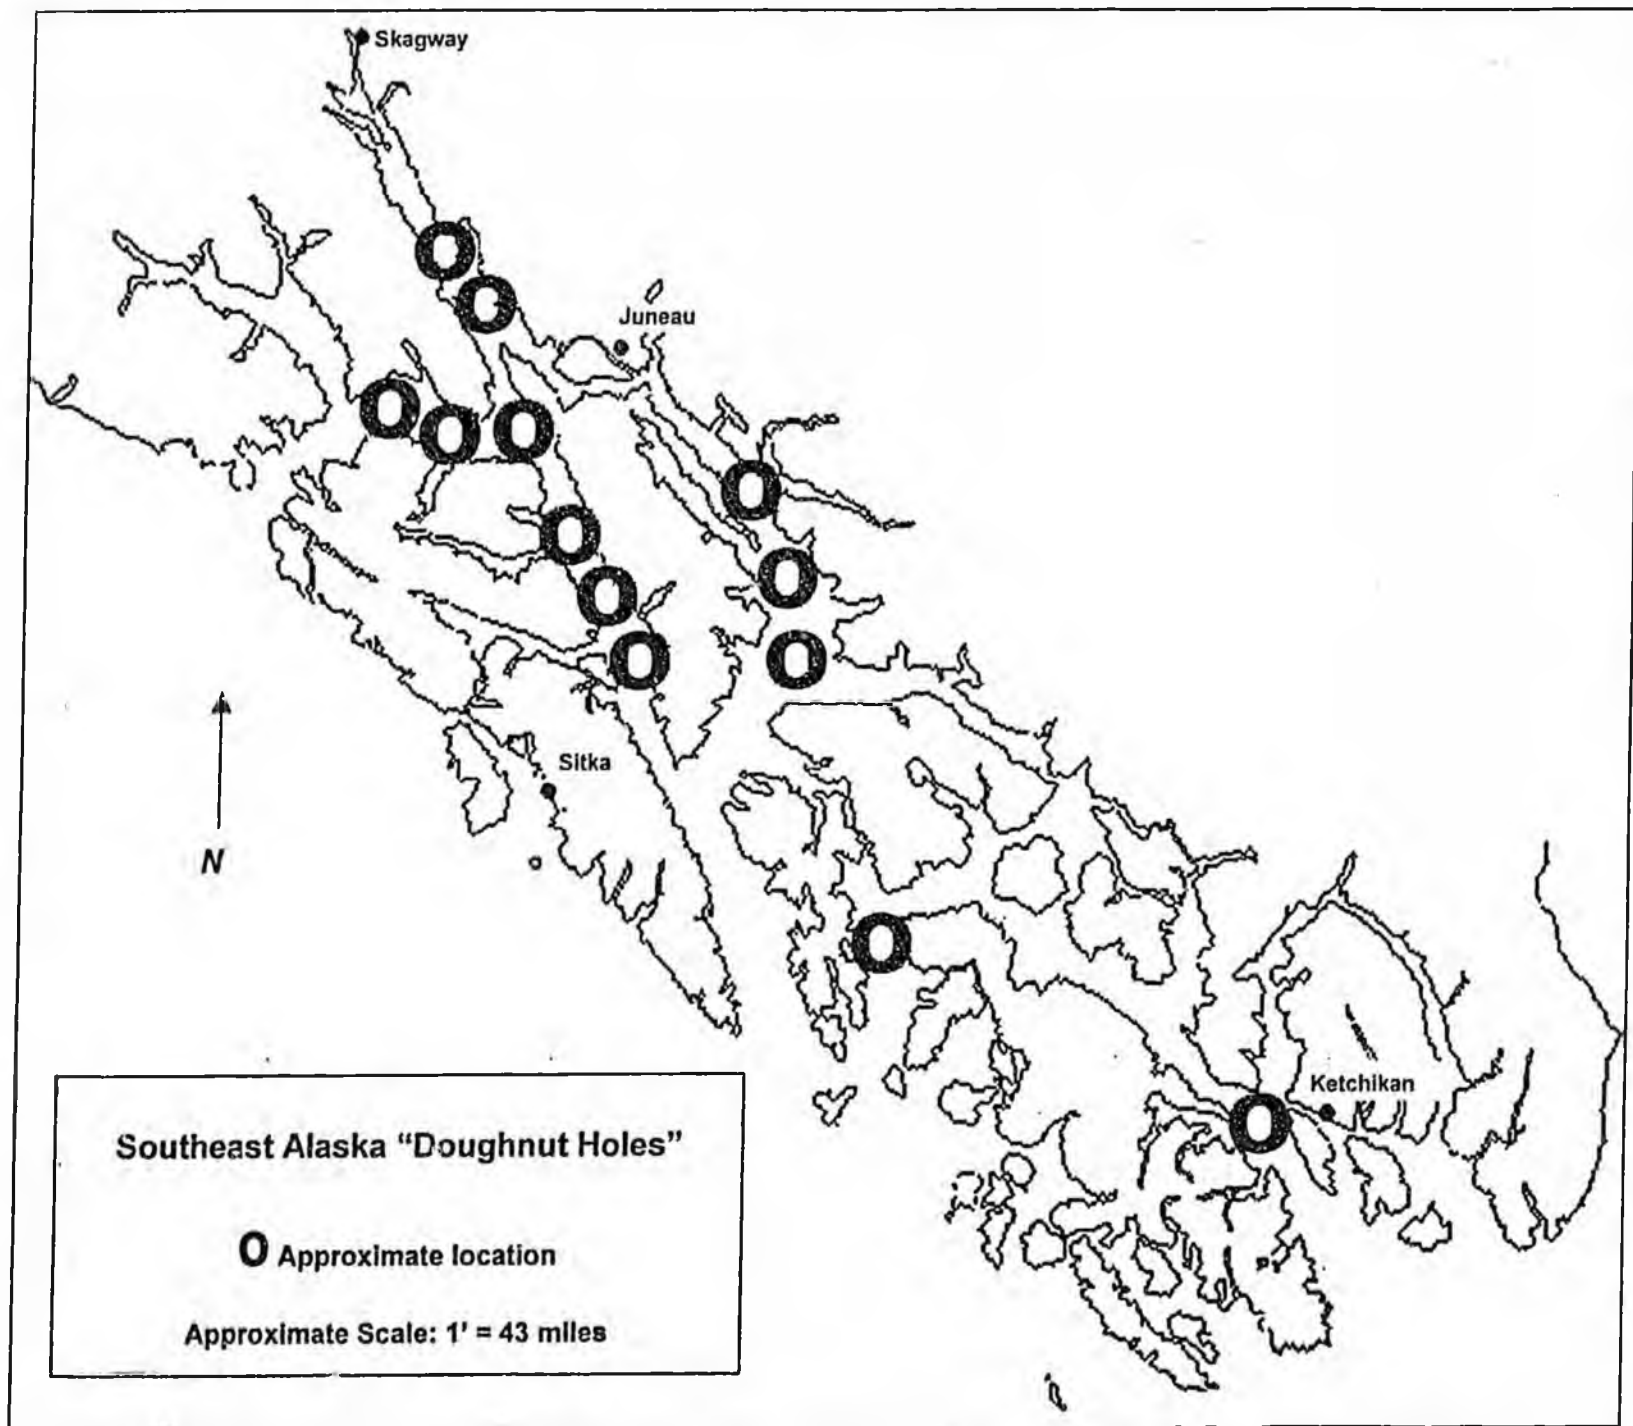 Skagway
Juneau
Sitka
N
Ketchikan
Southeast Alaska “Doughnut Holes”
O Approximate location
Approximate Scale: 1' = 43 miles